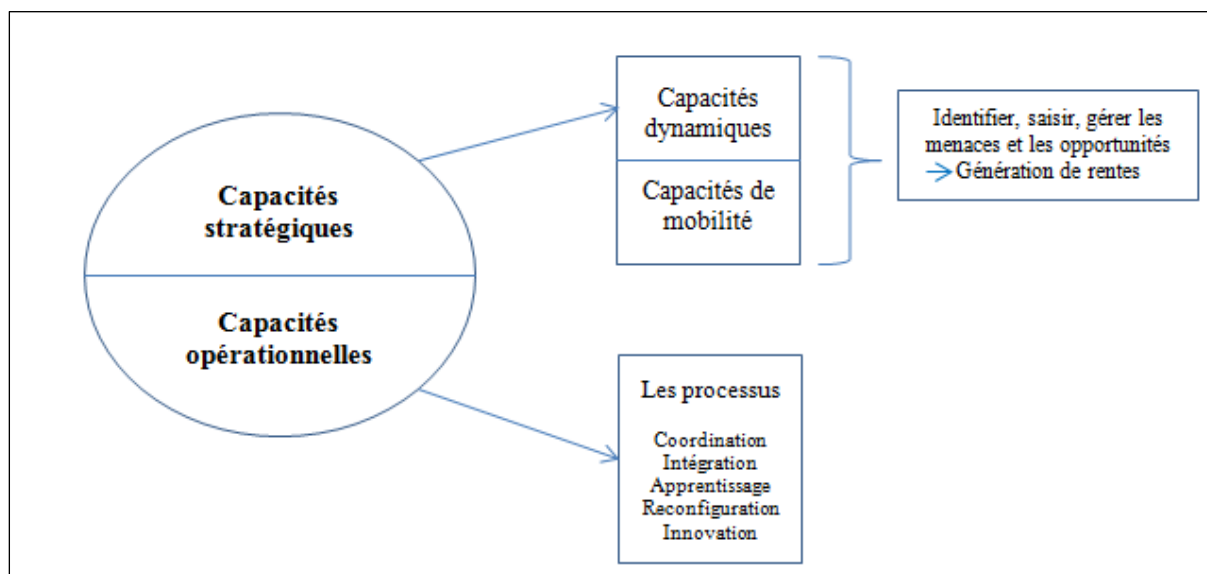 Capacités
stratégiques
Capacités
opérationnelles
Capacités
dynamiques
Capacités de
mobilité
Identifier, saisir, gérer les
menaces et les opportunités
Génération de rentes
Les processus
Coordination
Intégration
Apprentissage
Reconfiguration
Innovation